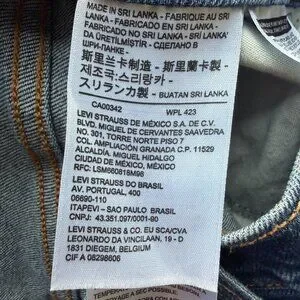 MADE IN SRI LANKA - FABRIQUE AU SRI
LANKA - FABRICADO EN SRI LANKA -
FABRICADO EM SRI LANKA - SRI LANKA
DA ÜRETİLMİŞTİR - СДЕЛАНО В
ШРИ-ЛАНКЕ -
斯里兰卡制造 - 斯里蘭卡製 -
제조국:스리랑카 -
スリランカ製 - BUATAN SRI LANKA
CA00342 WPL 423
LEVI STRAUSS DE MÉXICO S.A. DE C.V.
BLVD. MIGUEL DE CERVANTES SAAVEDRA
NO. 301, TORRE NORTE PISO 7
COL. AMPLIACIÓN GRANADA C.P. 11529
ALCALDÍA. MIGUEL HIDALGO
CIUDAD DE MÉXICO, MÉXICO
RFC: LSM660818M98
LEVI STRAUSS DO BRASIL
AV. PORTUGAL, 400
06690-110
ITAPEVI – SAO PAULO BRASIL
CNPJ. 43.351.097/0001-80
LEVI STRAUSS & CO. EU SCA/CVA
LEONARDO DA VINCILAAN, 19 - D
1831 DIEGEM, BELGIUM
CIF A 08298606